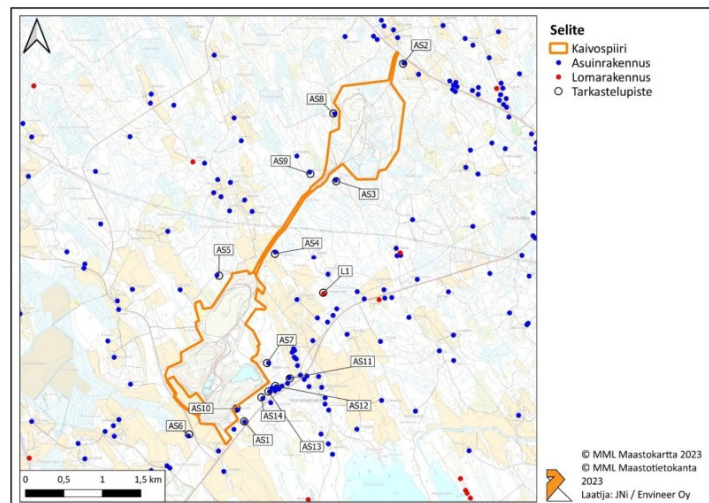 Selite
Kaivospiiri
Asuinrakennus
Lomarakennus
Tarkastelupiste
AS2
AS8
AS9
AS3
AS4
AS5
L1
AS7
AS11
AS10
AS12
AS14
AS6
AS1
AS13
0 0,5 1 1,5 km
© MML Maastokartta 2023
© MML Maastotietokanta
2023
Laatija: JNi / Envineer Oy